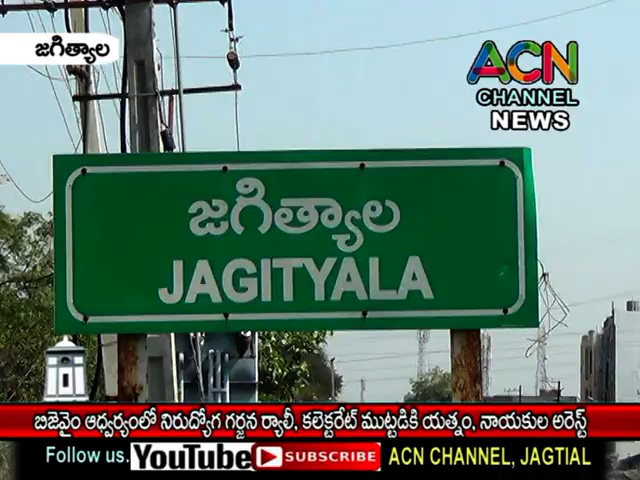 జగిత్యాల
ACN
CHANNEL
NEWS
జగిత్యాల
JAGITYALA
బిజెవైం ఆధ్వర్యంలో నిరుద్యోగ గర్జన ర్యాలీ, కలెక్టరేట్ ముట్టడికి యత్నం, నాయకుల అరెస్ట్
Follow us. YouTube SUBSCRIBE ACN CHANNEL, JAGTIAL